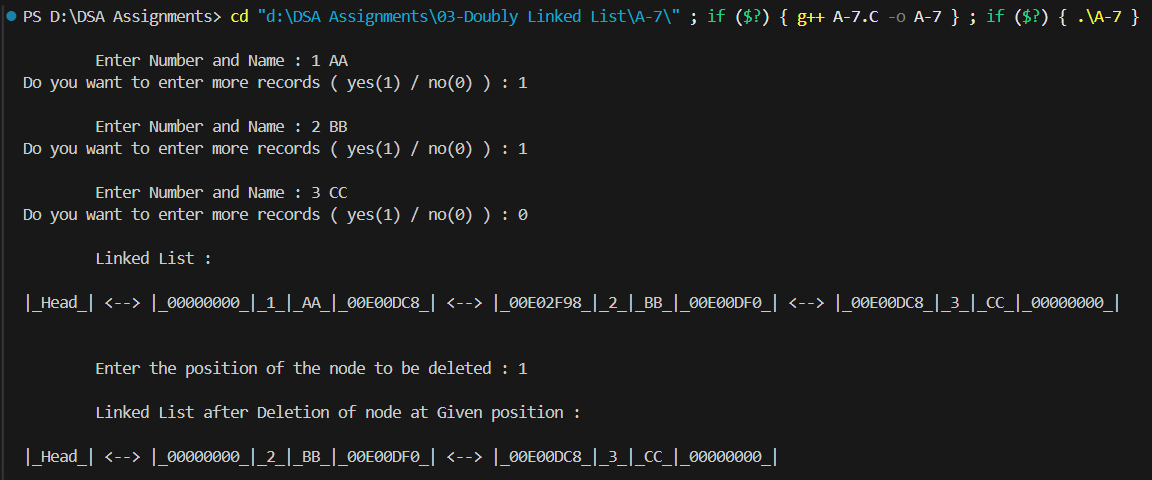 PS D:\DSA Assignments> cd "d:\DSA Assignments\03-Doubly Linked List\A-7\" ; if ($?) { g++ A-7.C -o A-7 } ; if ($?) { .\A-7 }
Enter Number and Name : 1 AA
Do you want to enter more records ( yes(1) / no(0) ) : 1
Enter Number and Name : 2 BB
Do you want to enter more records ( yes(1) / no(0) ) : 1
Enter Number and Name : 3 CC
Do you want to enter more records ( yes(1) / no(0) ) : 0
Linked List :
|_Head_| <--> |_00000000_|_1_|_AA_|_00E00DC8_| <--> |_00E02F98_|_2_|_BB_|_00E00DF0_| <--> |_00E00DC8_|_3_|_CC_|_00000000_|
Enter the position of the node to be deleted : 1
Linked List after Deletion of node at Given position :
|_Head_| <--> |_00000000_|_2_|_BB_|_00E00DF0_| <--> |_00E00DC8_|_3_|_CC_|_00000000_|